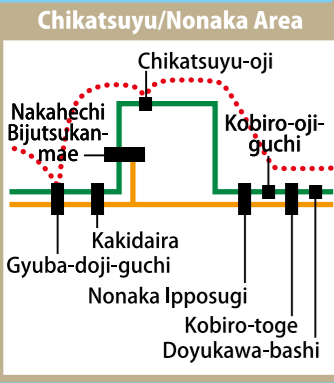 Chikatsuyu/Nonaka Area
Chikatsuyu-oji
Nakahechi
Bijutsukan-
mae
Kobiro-oji-
guchi
Kakidaira
Gyuba-doji-guchi
Nonaka Ipposugi
Kobiro-toge
Doyukawa-bashi